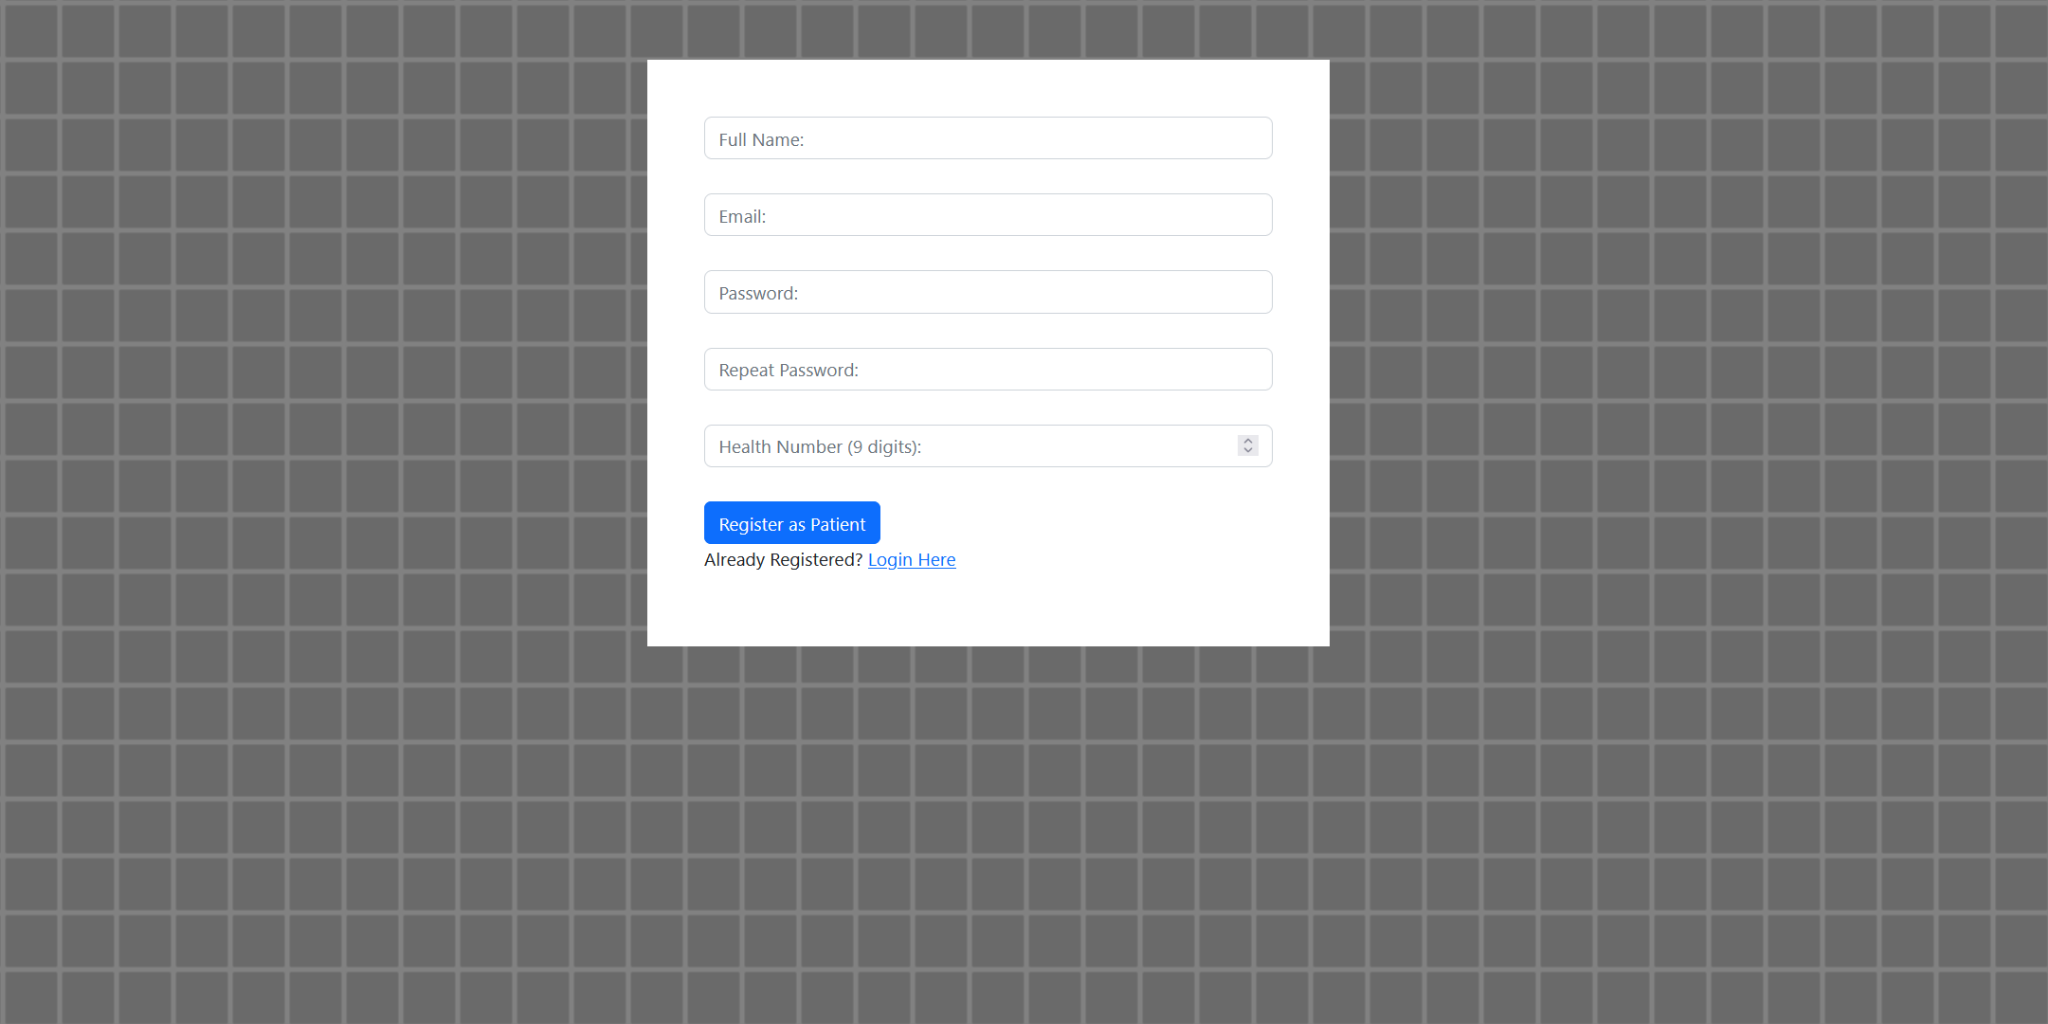 Full Name:
Email:
Password:
Repeat Password:
Health Number (9 digits):
Register as Patient
Already Registered? Login Here